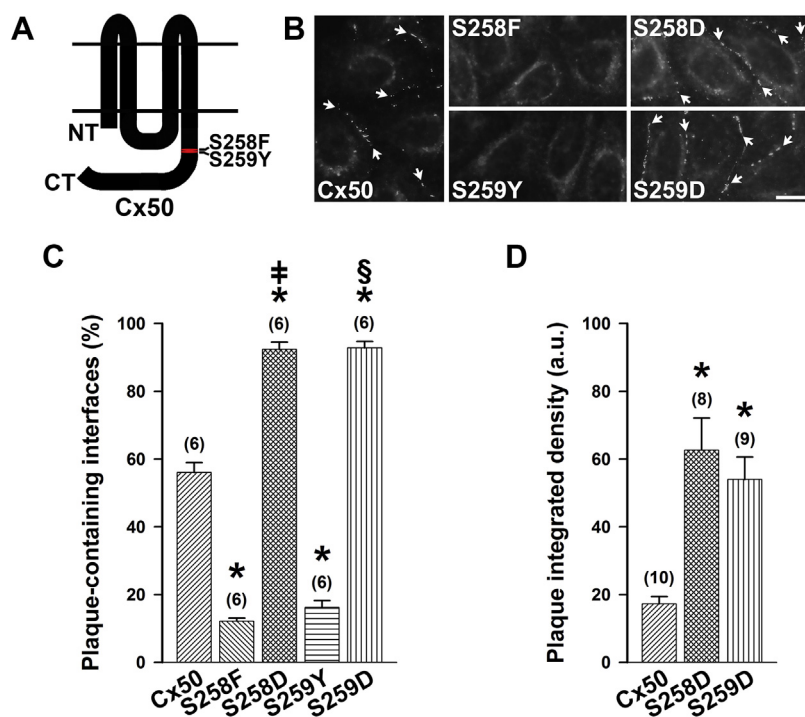 A
NT
S258F
S259Y
CT
Cx50
B
Cx50
S258F
S258D
S259Y
S259D
C
Plaque-containing interfaces (%)
100
80
60
40
20
0
(6)
*
(6)
ǂ
*
(6)
*
(6)
§
*
(6)
Cx50
S258F
S258D
S259Y
S259D
D
Plaque integrated density (a.u.)
100
80
60
40
20
0
(10)
*
(8)
*
(9)
Cx50
S258D
S259D